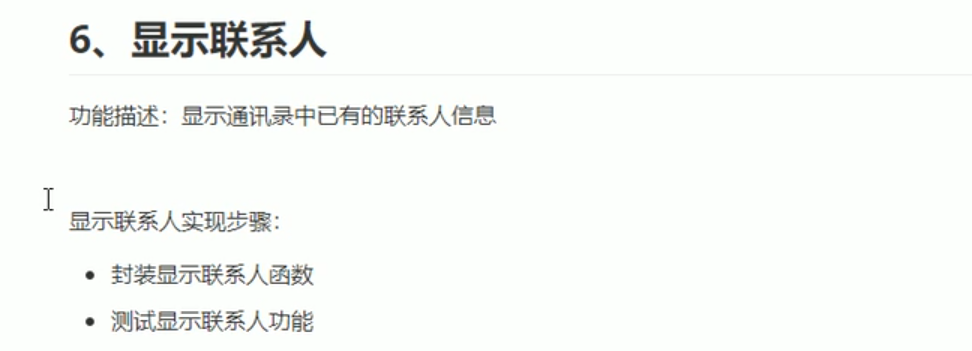 6、显示联系人
功能描述：显示通讯录中已有的联系人信息
显示联系人实现步骤：
• 封装显示联系人函数
• 测试显示联系人功能